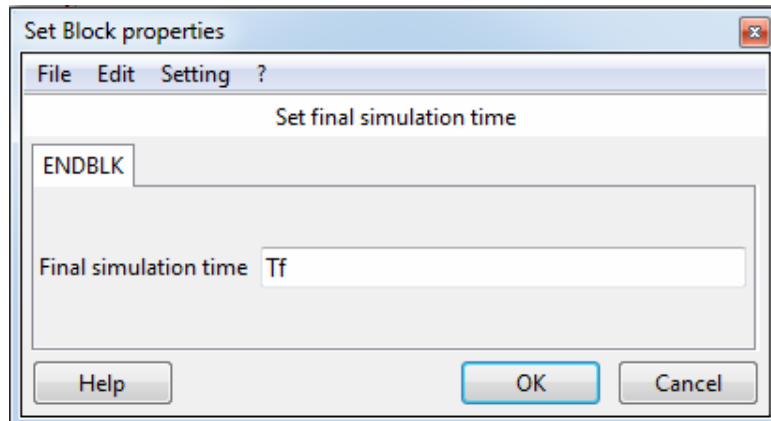 Set Block properties
File Edit Setting ?
Set final simulation time
ENDBLK
Final simulation time Tf
Help OK Cancel